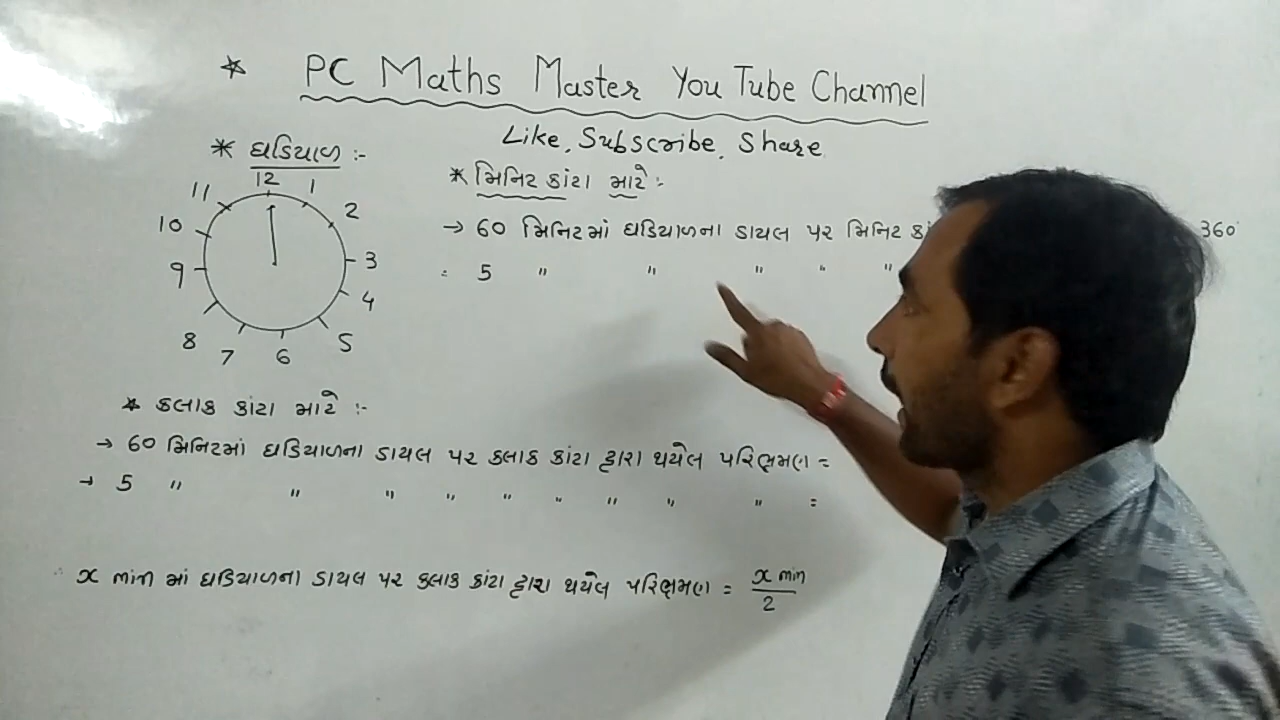 * PC Maths Master You Tube Channel
Like, Subscribe, Share
* ઘડિયાળ :-
12
1
2
3
4
5
6
7
8
9
10
11
* મિનિટ કાંટા માટે :-
→ 60 મિનિટમાં ઘડિયાળના ડાયલ પર મિનિટ 360°
: 5 " " " " "
* કલાક કાંટા માટે :-
→ 60 મિનિટમાં ઘડિયાળના ડાયલ પર કલાક કાંટા દ્વારા થયેલ પરિભ્રમણ =
→ 5 " " " " " " " " " =
∴ x min માં ઘડિયાળના ડાયલ પર કલાક કાંટા દ્વારા થયેલ પરિભ્રમણ = x min / 2